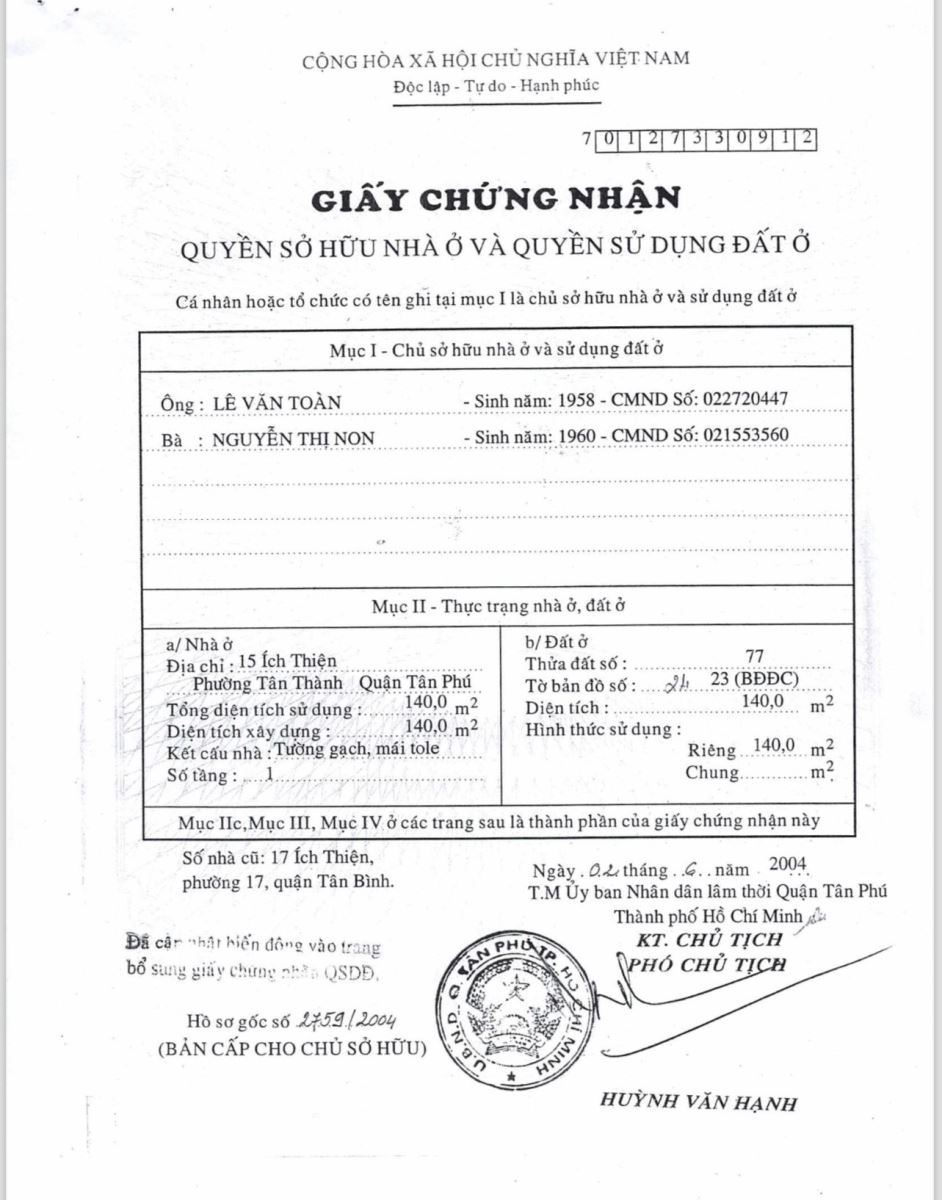 CỘNG HÒA XÃ HỘI CHỦ NGHĨA VIỆT NAM
Độc lập - Tự do - Hạnh phúc
7 0 1 2 7 3 3 0 9 1 2
GIẤY CHỨNG NHẬN
QUYỀN SỞ HỮU NHÀ Ở VÀ QUYỀN SỬ DỤNG ĐẤT Ở
Cá nhân hoặc tổ chức có tên ghi tại mục I là chủ sở hữu nhà ở và sử dụng đất ở
Mục I - Chủ sở hữu nhà ở và sử dụng đất ở
Ông : LÊ VĂN TOÀN - Sinh năm: 1958 - CMND Số: 022720447
Bà : NGUYỄN THỊ NON - Sinh năm: 1960 - CMND Số: 021553560
Mục II - Thực trạng nhà ở, đất ở
a/ Nhà ở
Địa chỉ : 15 Ích Thiện
Phường Tân Thành Quận Tân Phú
Tổng diện tích sử dụng : 140,0 m2
Diện tích xây dựng : 140,0 m2
Kết cấu nhà : Tường gạch, mái tole
Số tầng : 1
b/ Đất ở
Thửa đất số : 77
Tờ bản đồ số : 24 23 (BĐĐC)
Diện tích : 140,0 m2
Hình thức sử dụng :
Riêng 140,0 m2
Chung m2
Mục IIc,Mục III, Mục IV ở các trang sau là thành phần của giấy chứng nhận này
Số nhà cũ: 17 Ích Thiện,
phường 17, quận Tân Bình.
Ngày 02 tháng 6 năm 2004
T.M Ủy ban Nhân dân lâm thời Quận Tân Phú
Thành phố Hồ Chí Minh
KT. CHỦ TỊCH
PHÓ CHỦ TỊCH
Đã cập nhật biến động vào trang
bổ sung giấy chứng nhận QSDĐ.
Hồ sơ gốc số 2759/2004
(BẢN CẤP CHO CHỦ SỞ HỮU)
U.B.N.D. Q. TÂN PHÚ TP. HỒ CHÍ MINH
HUỲNH VĂN HẠNH